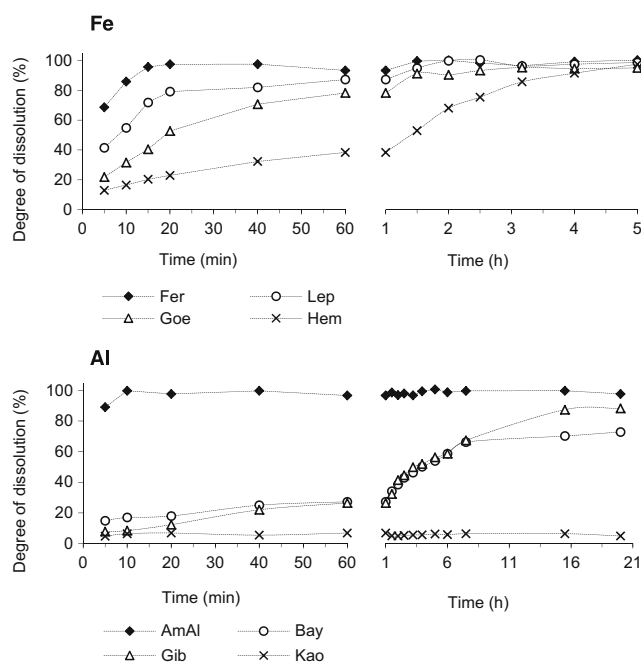 Fe
Degree of dissolution (%)
100
80
60
40
20
0
0 10 20 30 40 50 60
1 2 3 4 5
Time (min) Time (h)
Fer Lep
Goe Hem
Al
Degree of dissolution (%)
100
80
60
40
20
0
0 10 20 30 40 50 60
1 6 11 16 21
Time (min) Time (h)
AmAl Bay
Gib Kao